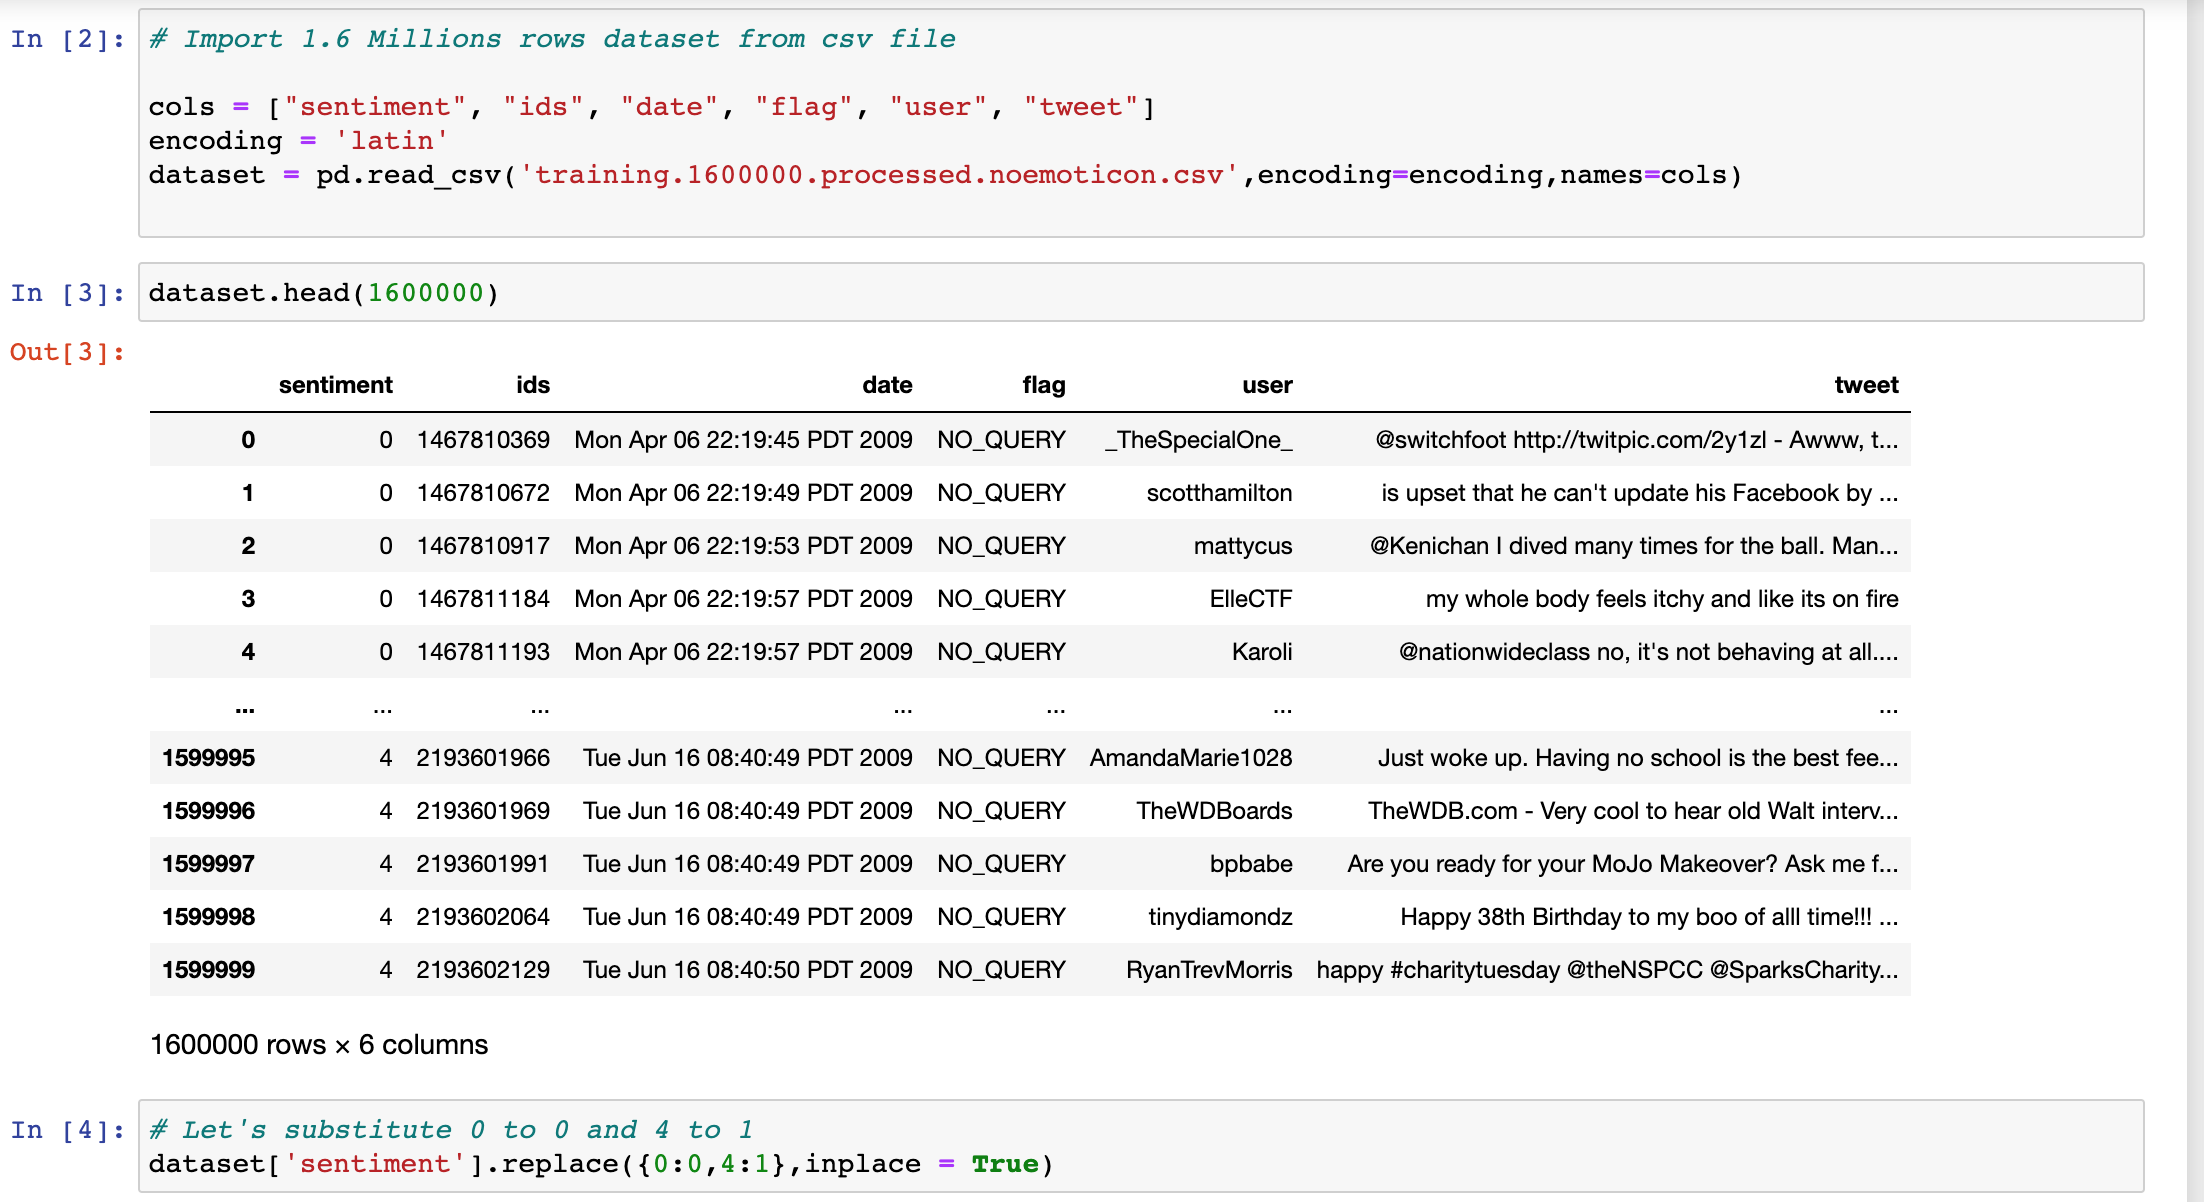 In [2]: # Import 1.6 Millions rows dataset from csv file
cols = ["sentiment", "ids", "date", "flag", "user", "tweet"]
encoding = 'latin'
dataset = pd.read_csv('training.1600000.processed.noemoticon.csv',encoding=encoding,names=cols)
In [3]: dataset.head(1600000)
Out[3]:
sentiment ids date flag user tweet
0 0 1467810369 Mon Apr 06 22:19:45 PDT 2009 NO_QUERY _TheSpecialOne_ @switchfoot http://twitpic.com/2y1zl - Awww, t...
1 0 1467810672 Mon Apr 06 22:19:49 PDT 2009 NO_QUERY scotthamilton is upset that he can't update his Facebook by ...
2 0 1467810917 Mon Apr 06 22:19:53 PDT 2009 NO_QUERY mattycus @Kenichan I dived many times for the ball. Man...
3 0 1467811184 Mon Apr 06 22:19:57 PDT 2009 NO_QUERY ElleCTF my whole body feels itchy and like its on fire
4 0 1467811193 Mon Apr 06 22:19:57 PDT 2009 NO_QUERY Karoli @nationwideclass no, it's not behaving at all....
... ... ... ... ... ... ...
1599995 4 2193601966 Tue Jun 16 08:40:49 PDT 2009 NO_QUERY AmandaMarie1028 Just woke up. Having no school is the best fee...
1599996 4 2193601969 Tue Jun 16 08:40:49 PDT 2009 NO_QUERY TheWDBoards TheWDB.com - Very cool to hear old Walt interv...
1599997 4 2193601991 Tue Jun 16 08:40:49 PDT 2009 NO_QUERY bpbabe Are you ready for your MoJo Makeover? Ask me f...
1599998 4 2193602064 Tue Jun 16 08:40:49 PDT 2009 NO_QUERY tinydiamondz Happy 38th Birthday to my boo of alll time!!! ...
1599999 4 2193602129 Tue Jun 16 08:40:50 PDT 2009 NO_QUERY RyanTrevMorris happy #charitytuesday @theNSPCC @SparksCharity...
1600000 rows × 6 columns
In [4]: # Let's substitute 0 to 0 and 4 to 1
dataset['sentiment'].replace({0:0,4:1},inplace = True)